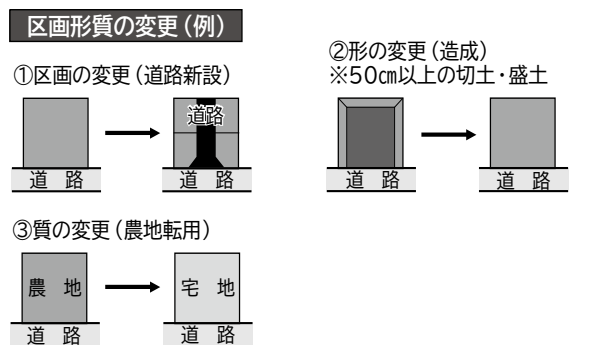 区画形質の変更（例）
①区画の変更（道路新設）
道路
道 路
道 路
②形の変更（造成）
※50㎝以上の切土・盛土
道 路
道 路
③質の変更（農地転用）
農 地
宅 地
道 路
道 路